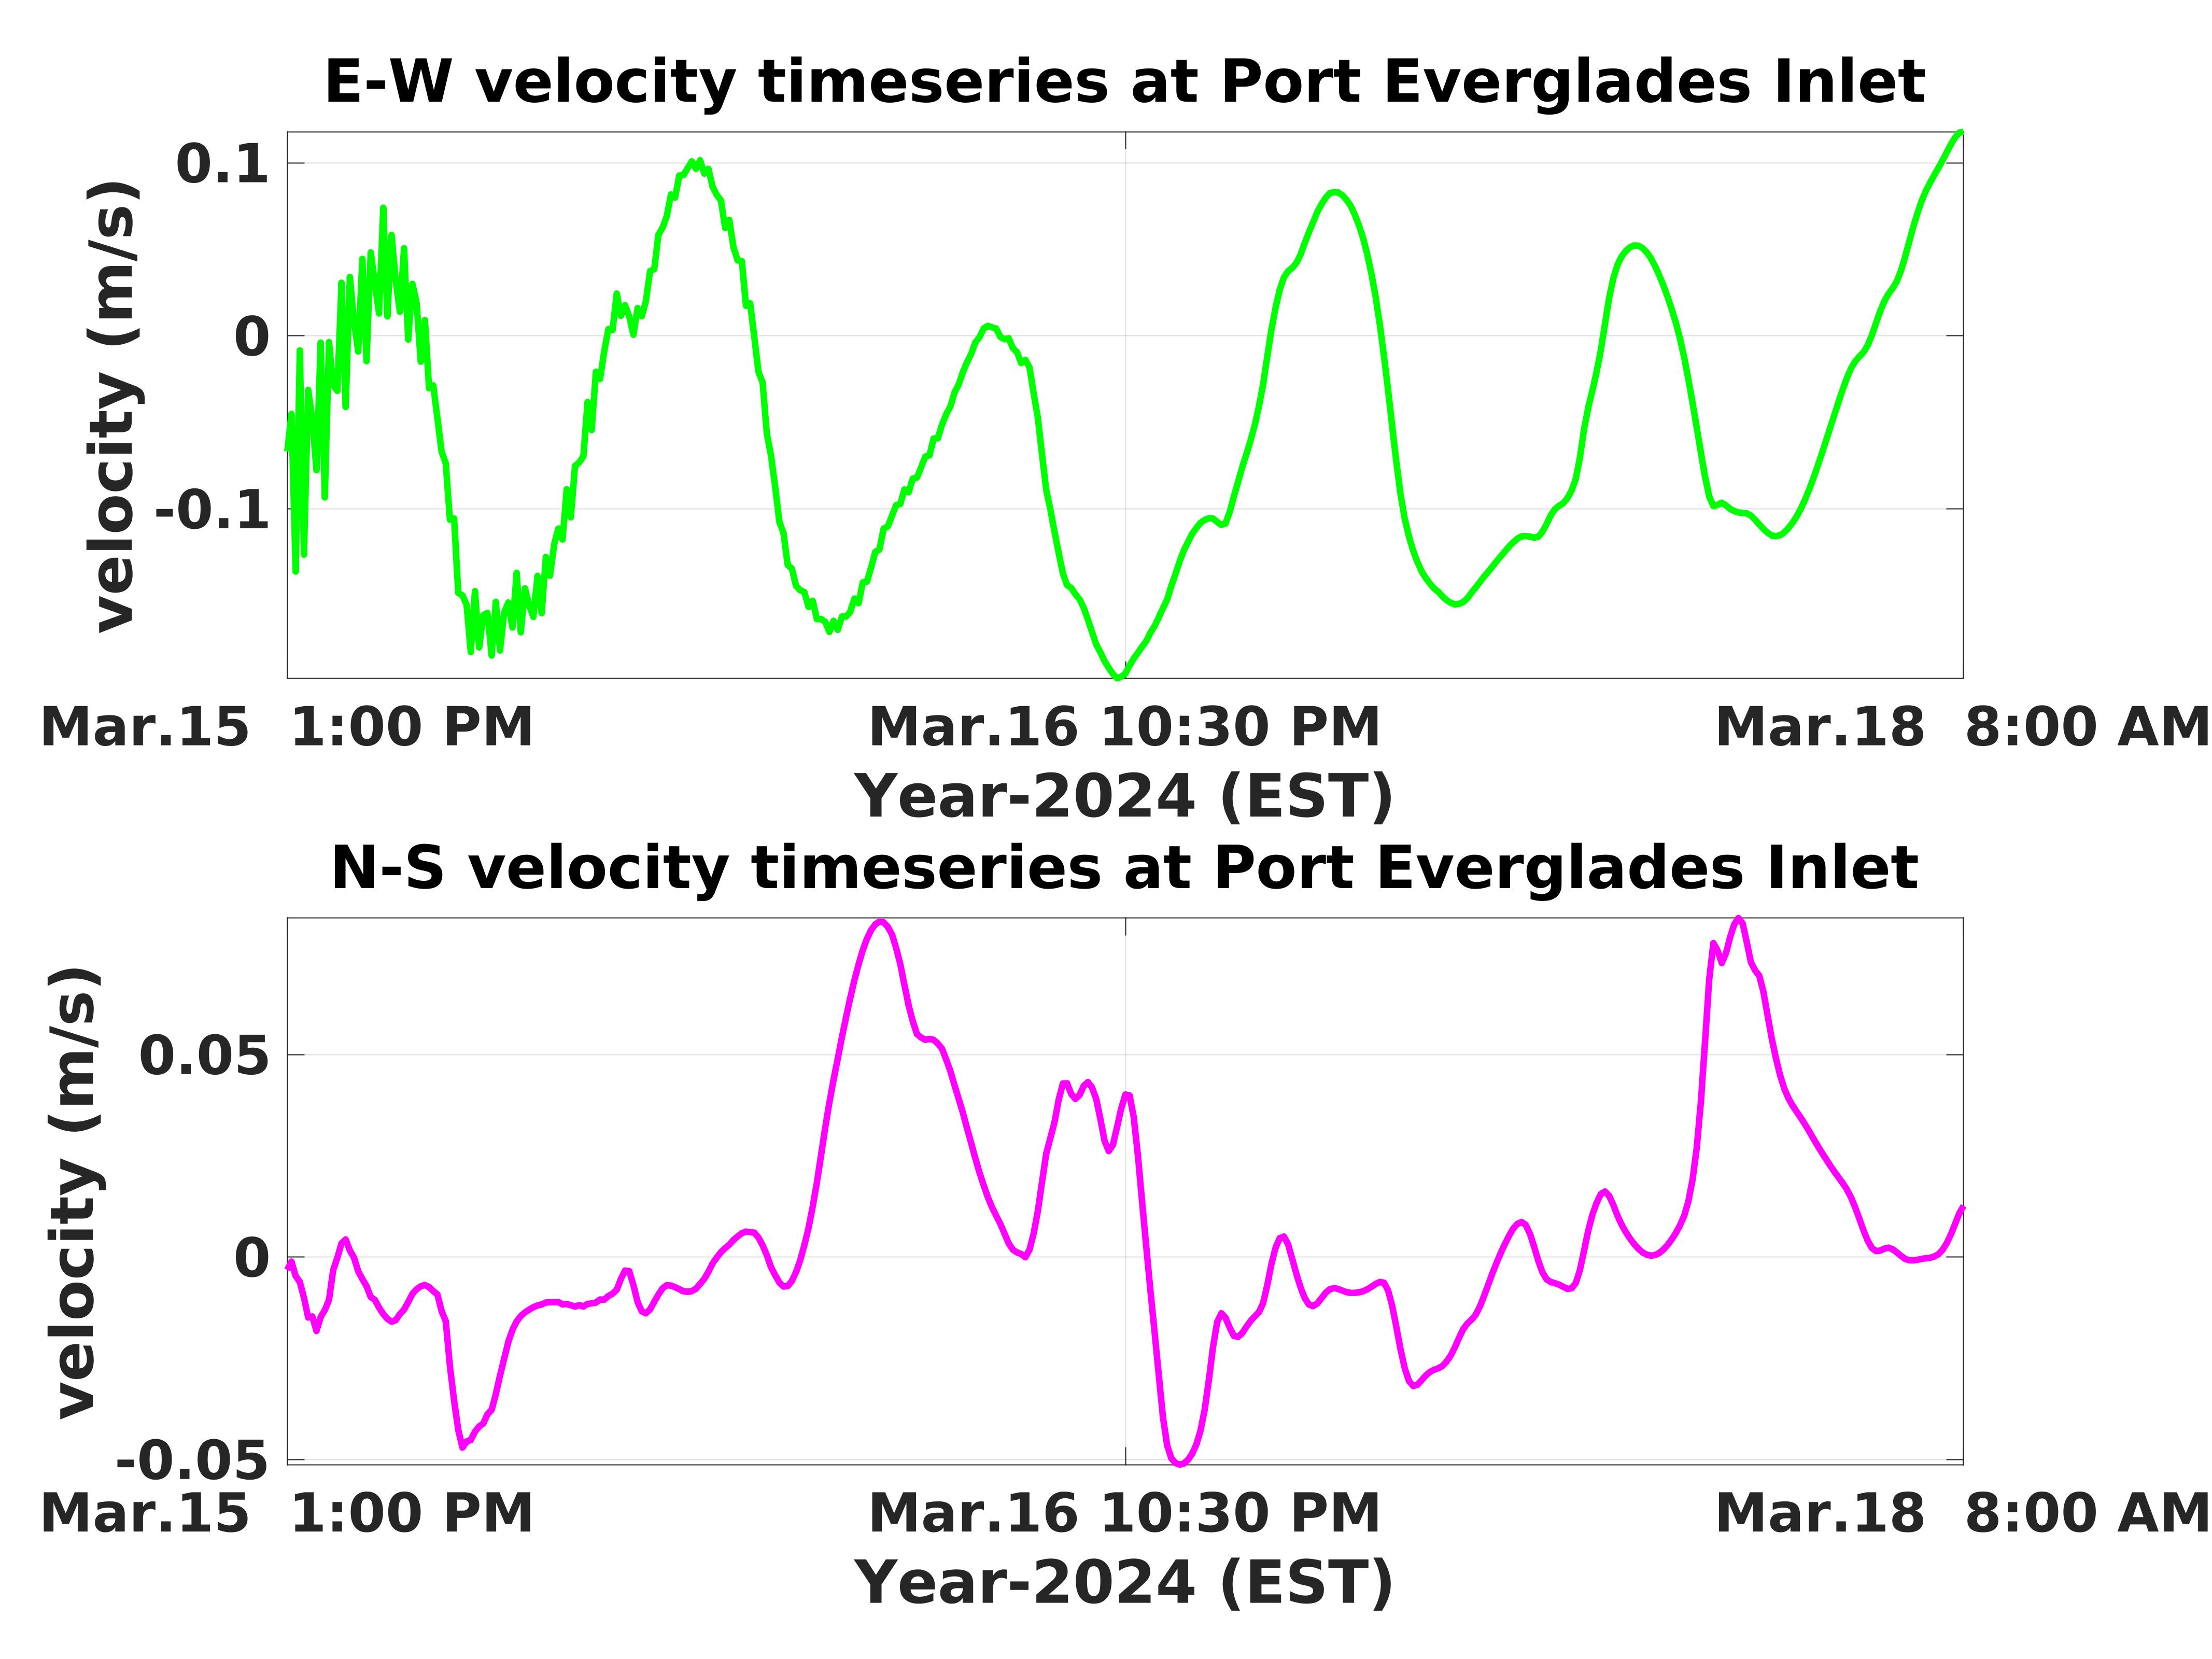 E-W velocity timeseries at Port Everglades Inlet
velocity (m/s)
0.1
0
-0.1
Mar.15  1:00 PM
Mar.16 10:30 PM
Mar.18  8:00 AM
Year-2024 (EST)
N-S velocity timeseries at Port Everglades Inlet
velocity (m/s)
0.05
0
-0.05
Mar.15  1:00 PM
Mar.16 10:30 PM
Mar.18  8:00 AM
Year-2024 (EST)